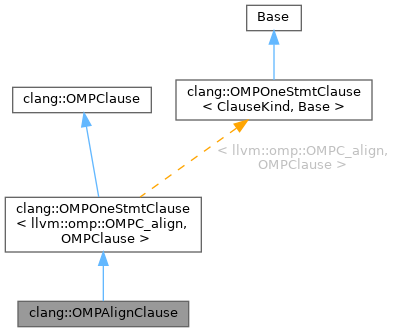 Base
clang::OMPOneStmtClause
< ClauseKind, Base >
clang::OMPClause
< llvm::omp::OMPC_align,
OMPClause >
clang::OMPOneStmtClause
< llvm::omp::OMPC_align,
OMPClause >
clang::OMPAlignClause